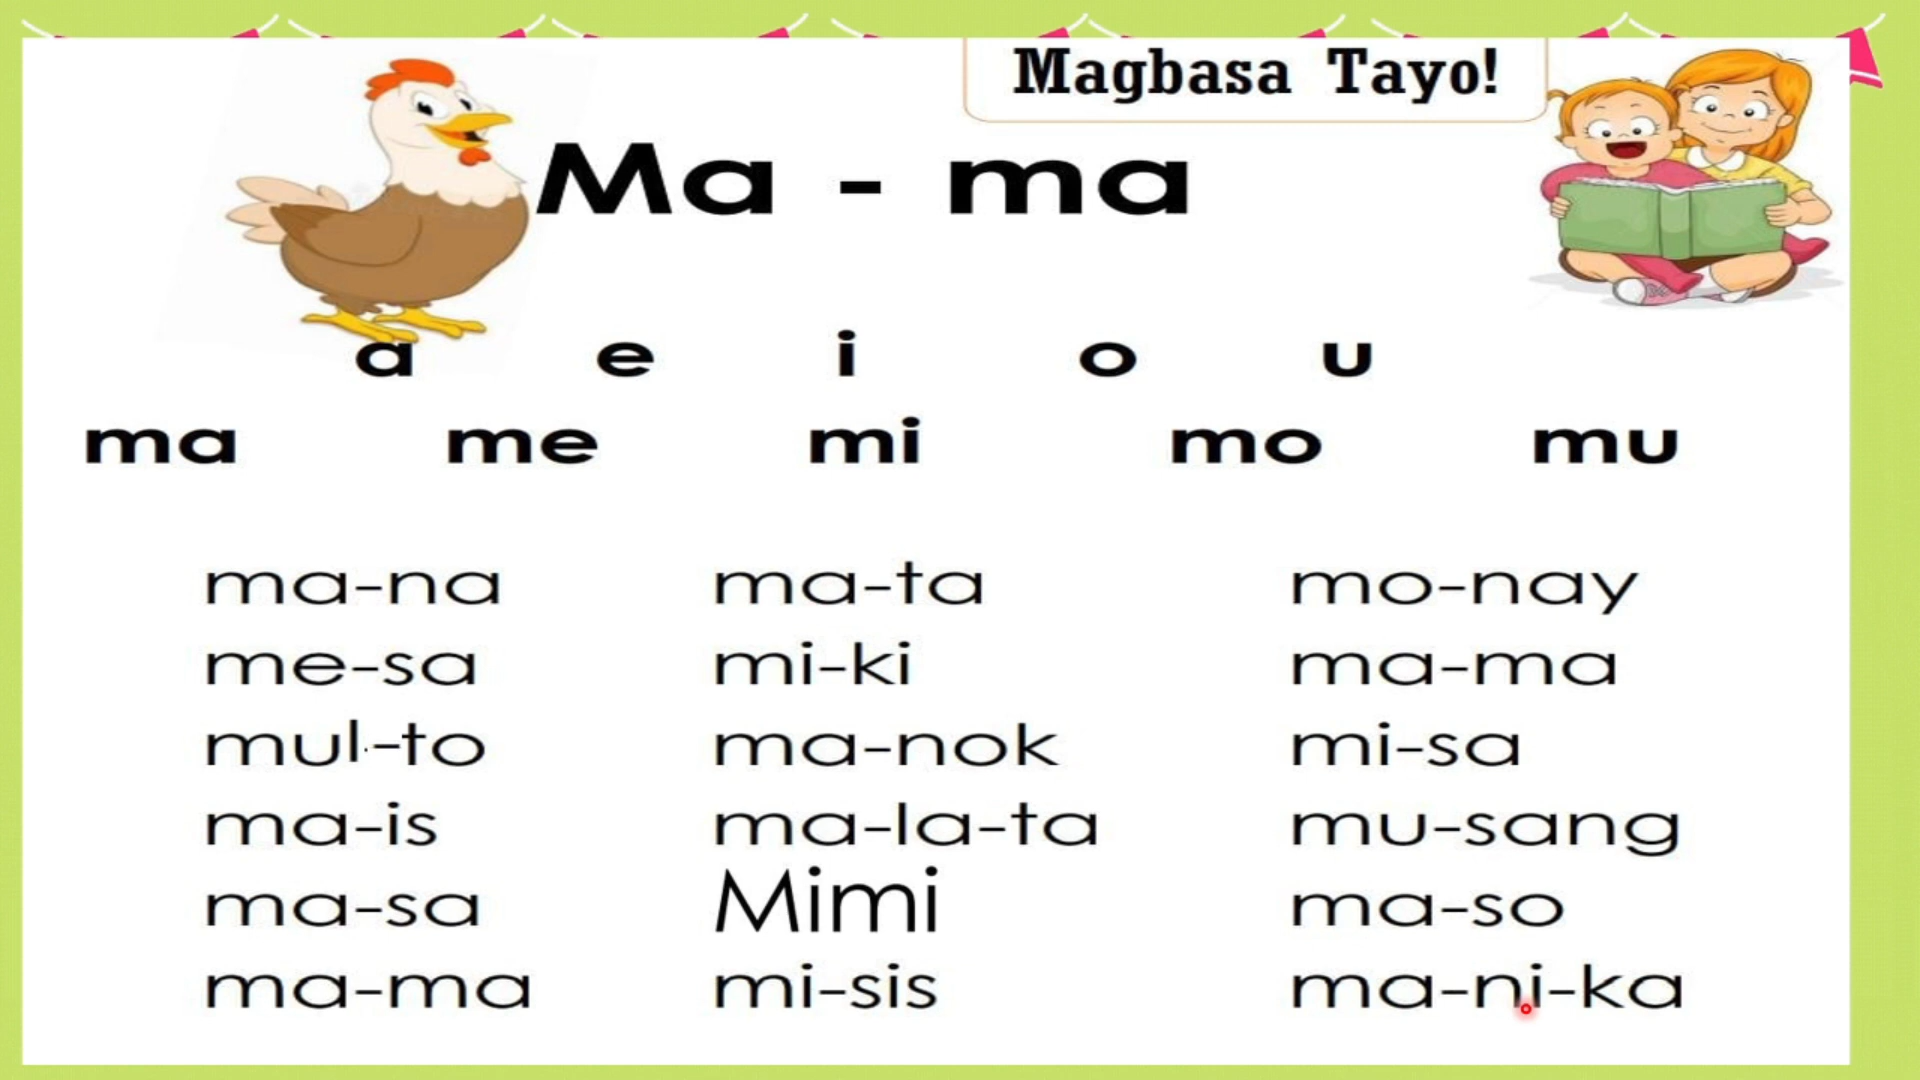 Magbasa Tayo!
Ma - ma
a e i o u
ma me mi mo mu
ma-na ma-ta mo-nay
me-sa mi-ki ma-ma
mul-to ma-nok mi-sa
ma-is ma-la-ta mu-sang
ma-sa Mimi ma-so
ma-ma mi-sis ma-ni-ka